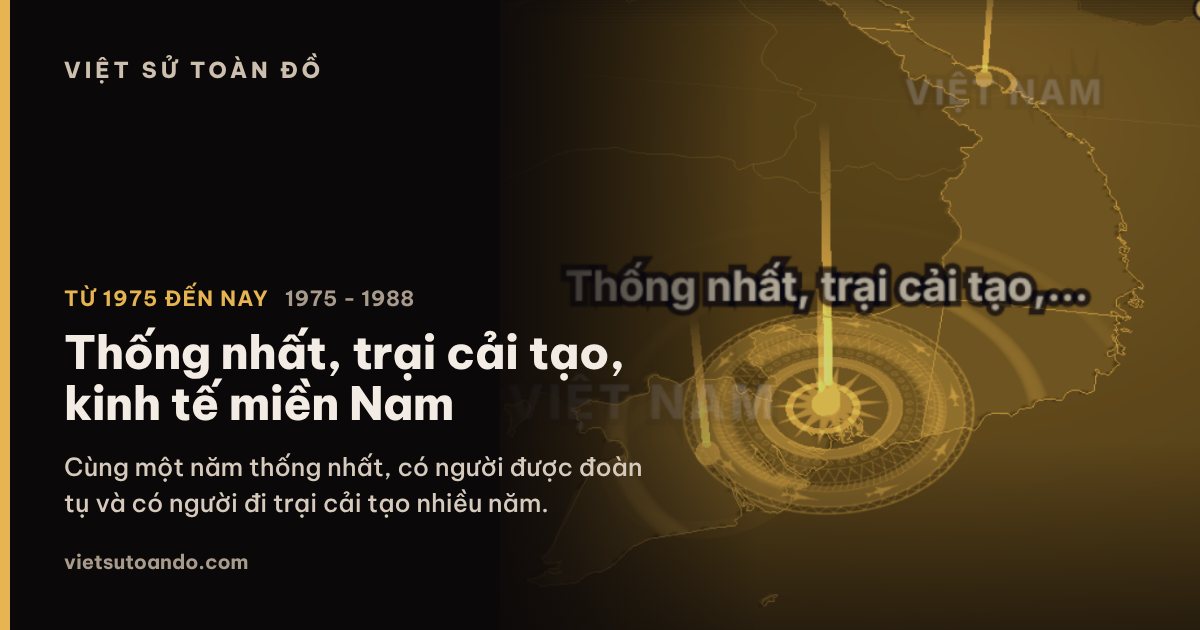 VIỆT SỬ TOÀN ĐỒ
VIỆT NAM
Thống nhất, trại cải tạo,...
TỪ 1975 ĐẾN NAY 1975 - 1988
Thống nhất, trại cải tạo,
kinh tế miền Nam
VIỆT NAM
Cùng một năm thống nhất, có người được đoàn
tụ và có người đi trại cải tạo nhiều năm.
vietsutoando.com